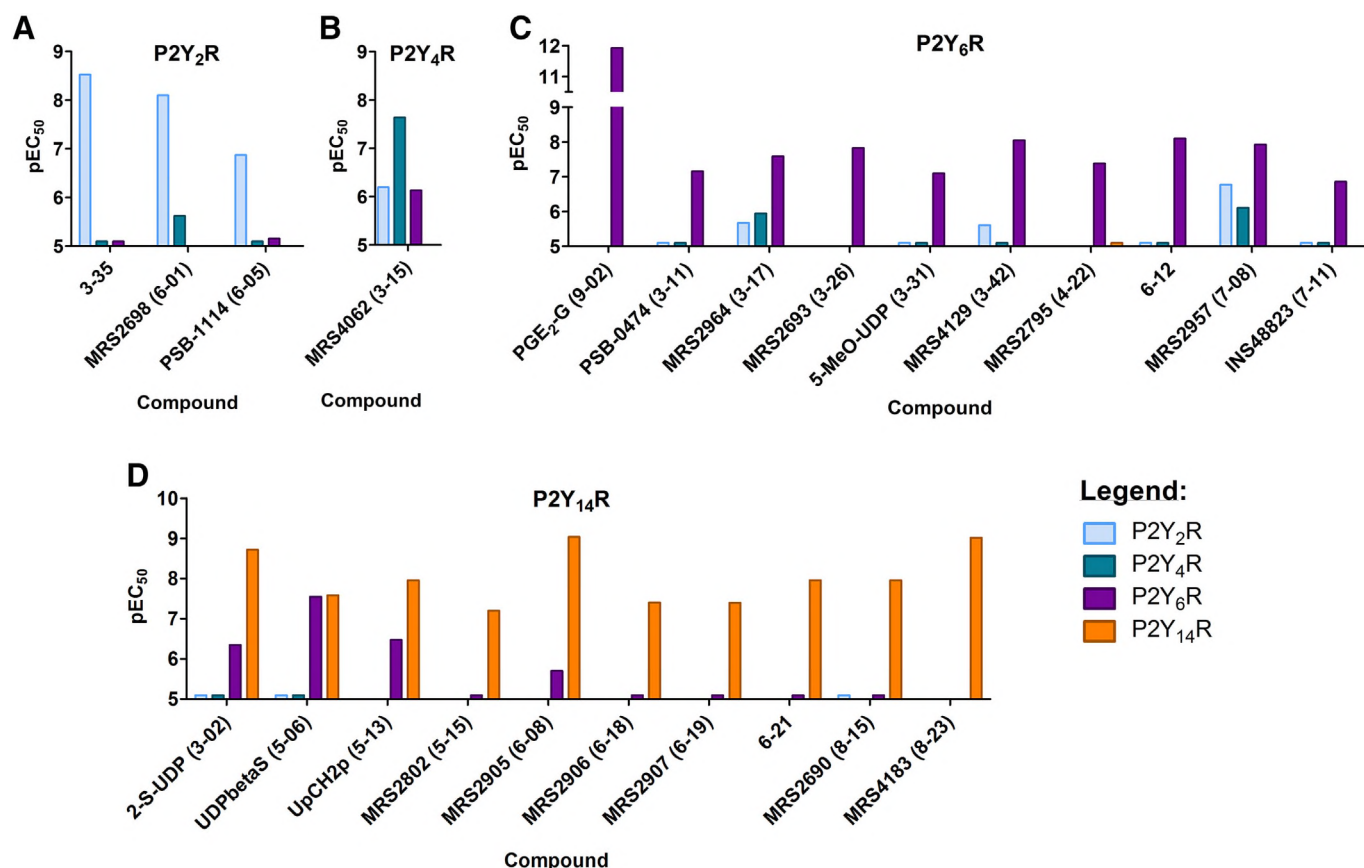 A
P2Y2R
pEC50
9
8
7
6
5
3-35
MRS2698 (6-01)
PSB-1114 (6-05)
Compound
B
P2Y4R
pEC50
9
8
7
6
5
MRS4062 (3-15)
Compound
C
P2Y6R
pEC50
12
11
9
8
7
6
5
PGE2-G (9-02)
PSB-0474 (3-11)
MRS2964 (3-17)
MRS2693 (3-26)
5-MeO-UDP (3-31)
MRS4129 (3-42)
MRS2795 (4-22)
6-12
MRS2957 (7-08)
INS48823 (7-11)
Compound
D
P2Y14R
pEC50
10
9
8
7
6
5
2-S-UDP (3-02)
UDPbetaS (5-06)
UpCH2p (5-13)
MRS2802 (5-15)
MRS2905 (6-08)
MRS2906 (6-18)
MRS2907 (6-19)
6-21
MRS2690 (8-15)
MRS4183 (8-23)
Compound
Legend:
P2Y2R
P2Y4R
P2Y6R
P2Y14R